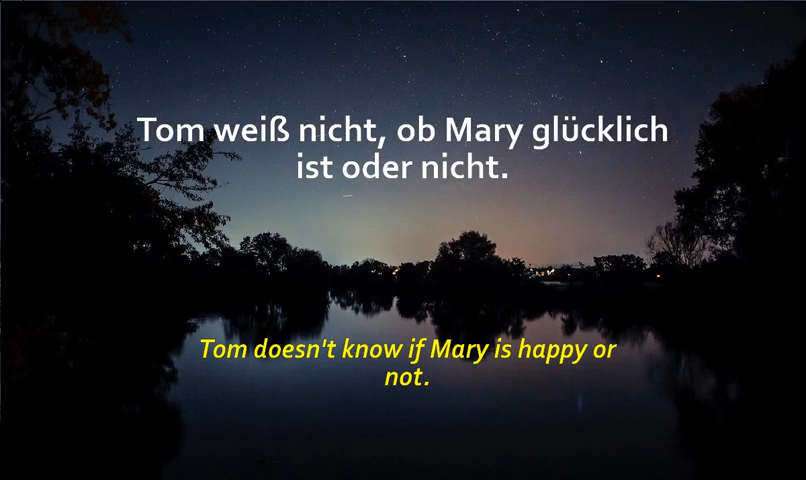 Tom weiß nicht, ob Mary glücklich
ist oder nicht.
Tom doesn't know if Mary is happy or
not.